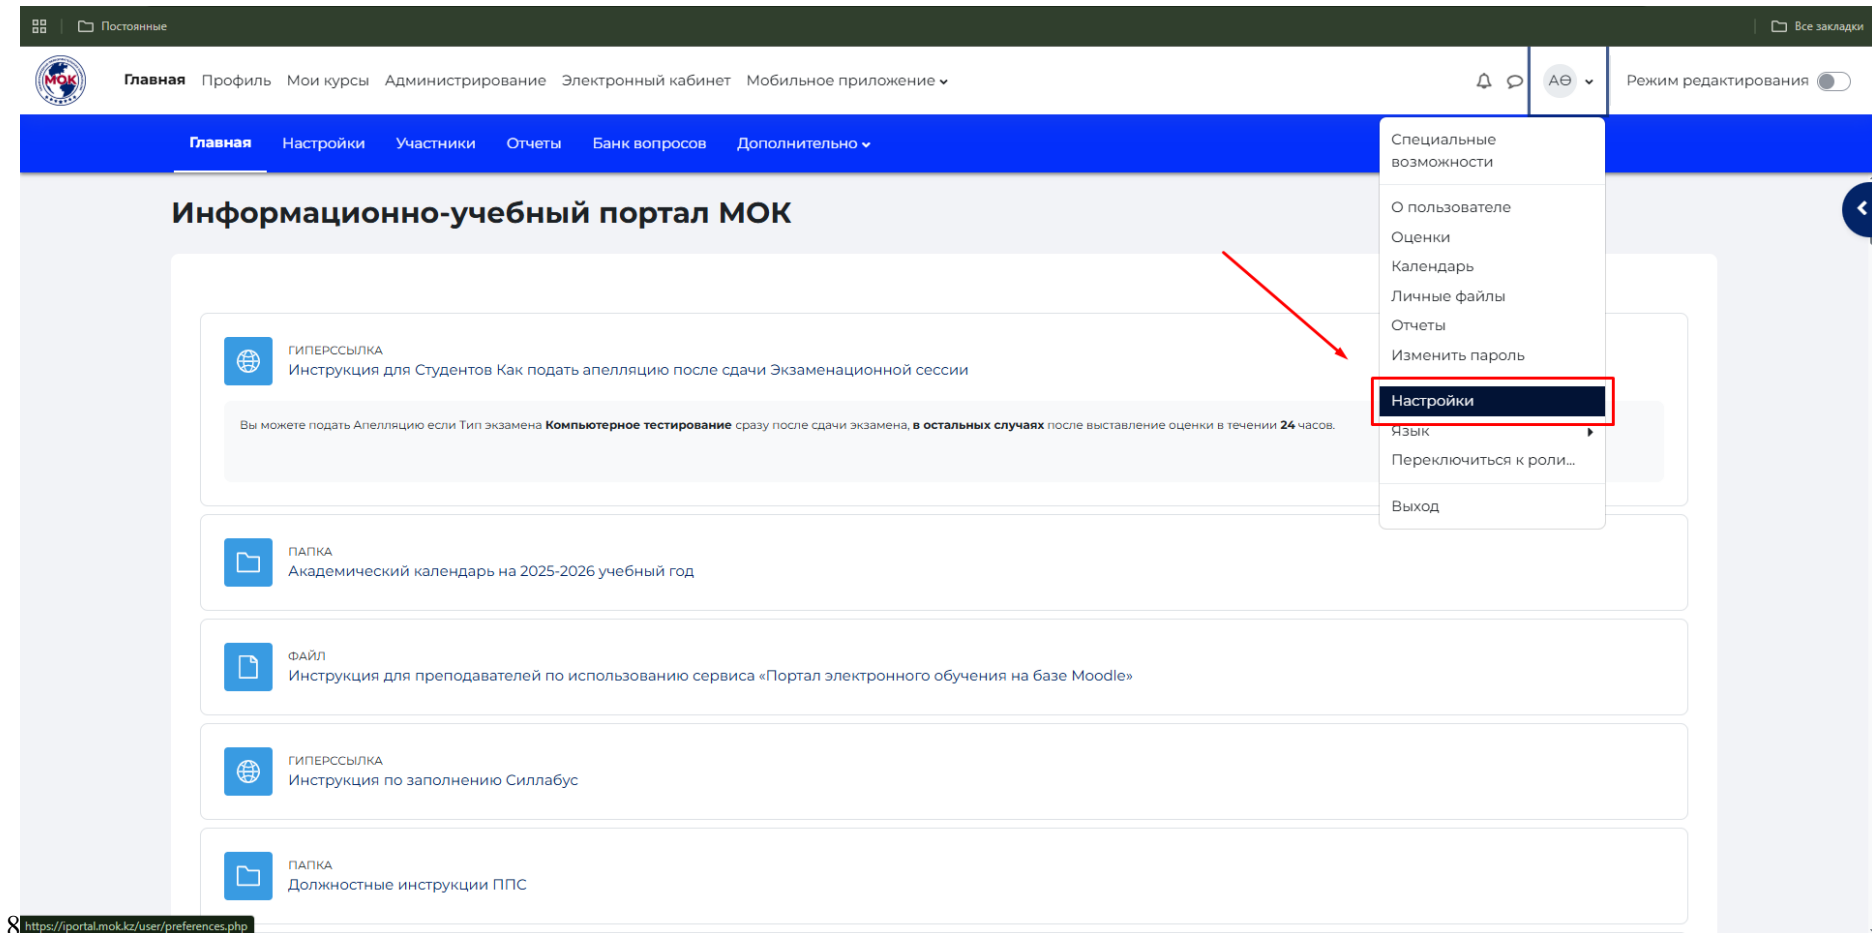 Постоянные
Все закладки
МОК
Главная Профиль Мои курсы Администрирование Электронный кабинет Мобильное приложение
АӨ
Режим редактирования
Главная Настройки Участники Отчеты Банк вопросов Дополнительно
Специальные
возможности
О пользователе
Оценки
Календарь
Личные файлы
Отчеты
Изменить пароль
Настройки
Язык
Переключиться к роли...
Выход
Информационно-учебный портал МОК
ГИПЕРССЫЛКА
Инструкция для Студентов Как подать апелляцию после сдачи Экзаменационной сессии
Вы можете подать Апелляцию если Тип экзамена Компьютерное тестирование сразу после сдачи экзамена, в остальных случаях после выставление оценки в течении 24 часов.
ПАПКА
Академический календарь на 2025-2026 учебный год
ФАЙЛ
Инструкция для преподавателей по использованию сервиса «Портал электронного обучения на базе Moodle»
ГИПЕРССЫЛКА
Инструкция по заполнению Силлабус
ПАПКА
Должностные инструкции ППС
8
https://iportal.mok.kz/user/preferences.php